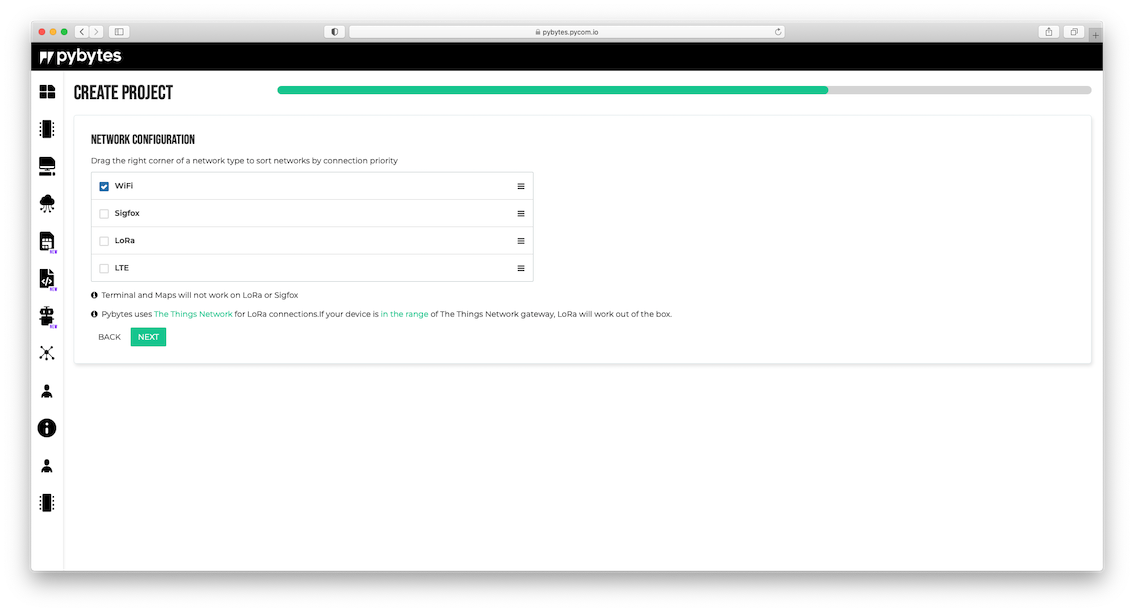 pybytes.pycom.io
pybytes
CREATE PROJECT
NETWORK CONFIGURATION
Drag the right corner of a network type to sort networks by connection priority
WiFi
Sigfox
LoRa
LTE
Terminal and Maps will not work on LoRa or Sigfox
Pybytes uses The Things Network for LoRa connections.If your device is in the range of The Things Network gateway, LoRa will work out of the box.
BACK NEXT